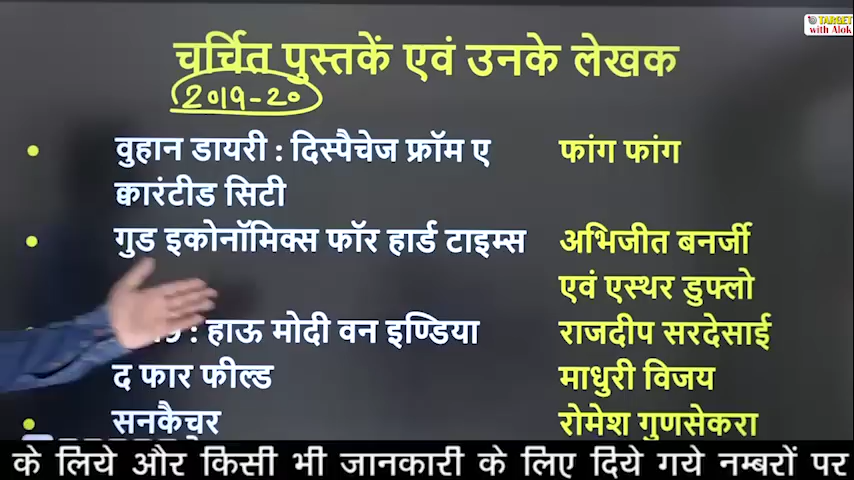 TARGET
with Alok
चर्चित पुस्तकें एवं उनके लेखक
2019-20
वुहान डायरी : दिस्पैचेज फ्रॉम ए फांग फांग
क्वारंटीड सिटी
गुड इकोनॉमिक्स फॉर हार्ड टाइम्स अभिजीत बनर्जी
एवं एस्थर डुफ्लो
: हाऊ मोदी वन इण्डिया राजदीप सरदेसाई
द फार फील्ड माधुरी विजय
सनकैचर रोमेश गुणसेकरा
के लिये और किसी भी जानकारी के लिए दिये गये नम्बरों पर